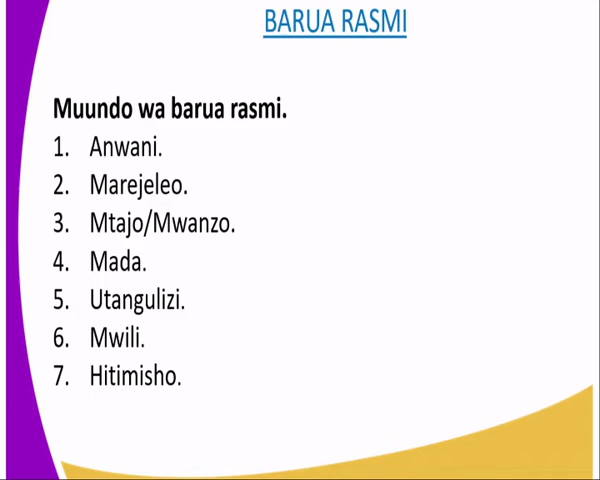 BARUA RASMI
Muundo wa barua rasmi.
1. Anwani.
2. Marejeleo.
3. Mtajo/Mwanzo.
4. Mada.
5. Utangulizi.
6. Mwili.
7. Hitimisho.